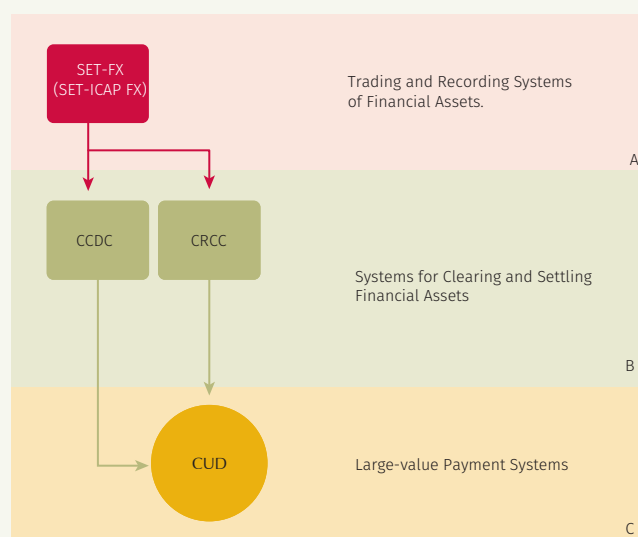 SET-FX
(SET-ICAP FX)
Trading and Recording Systems
of Financial Assets.
A
CCDC
CRCC
Systems for Clearing and Settling
Financial Assets
B
CUD
Large-value Payment Systems
C